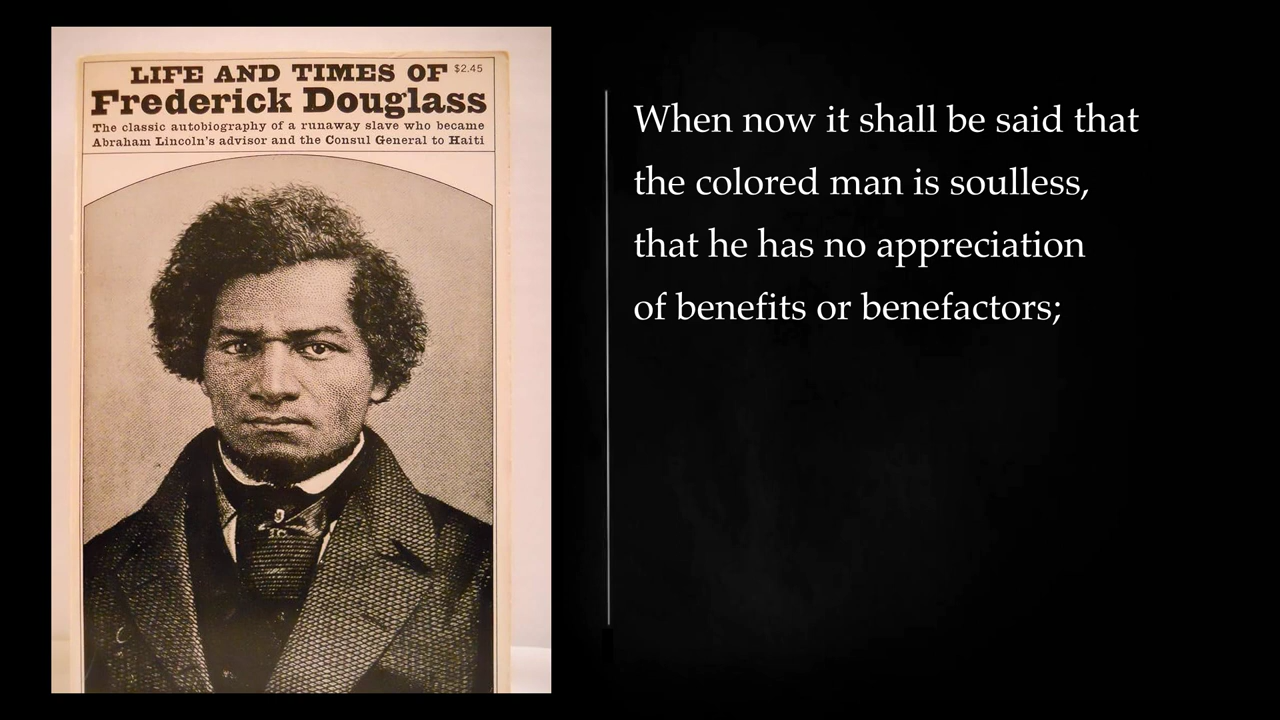 LIFE AND TIMES OF $2.45
Frederick Douglass
The classic autobiography of a runaway slave who became
Abraham Lincoln's advisor and the Consul General to Haiti
When now it shall be said that
the colored man is soulless,
that he has no appreciation
of benefits or benefactors;